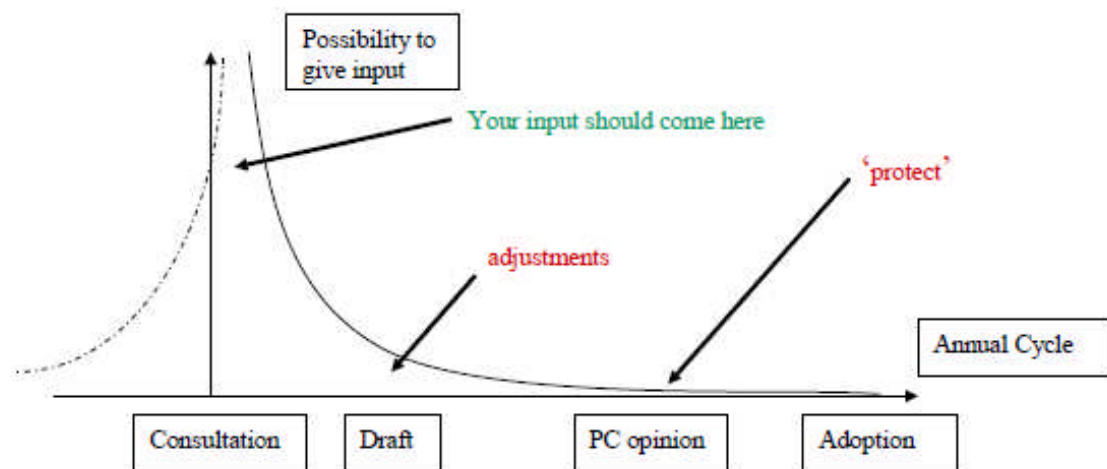 Possibility to
give input
Your input should come here
‘protect’
adjustments
Annual Cycle
Consultation
Draft
PC opinion
Adoption